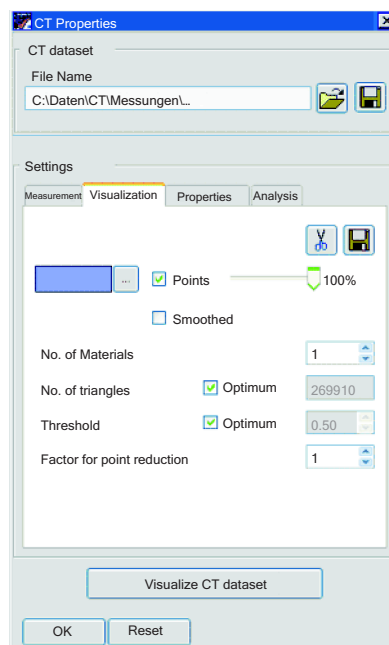 CT Properties
CT dataset
File Name
C:\Daten\CT\Messungen\...
Settings
Measurement Visualization Properties Analysis
... Points 100%
Smoothed
No. of Materials 1
No. of triangles Optimum 269910
Threshold Optimum 0.50
Factor for point reduction 1
Visualize CT dataset
OK Reset